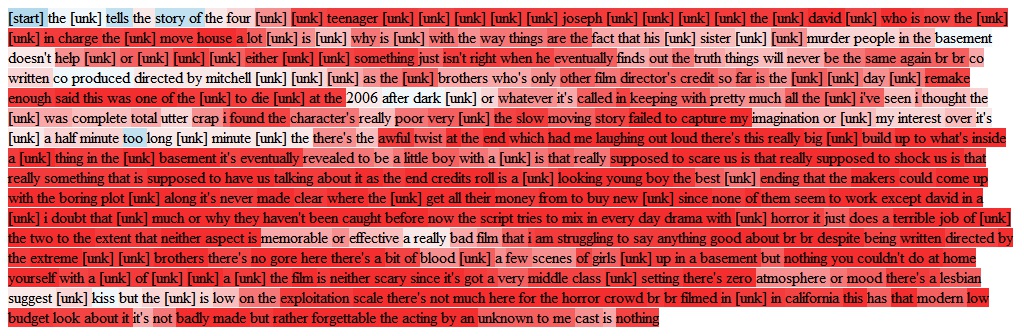 [start] the [unk] tells the story of the four [unk] [unk] teenager [unk] [unk] [unk] [unk] [unk] joseph [unk] [unk] [unk] [unk] the [unk] david [unk] who is now the [unk]
[unk] in charge the [unk] move house a lot [unk] is [unk] why is [unk] with the way things are the fact that his [unk] sister [unk] [unk] murder people in the basement
doesn't help [unk] or [unk] [unk] [unk] either [unk] [unk] something just isn't right when he eventually finds out the truth things will never be the same again br br co
written co produced directed by mitchell [unk] [unk] [unk] as the [unk] brothers who's only other film director's credit so far is the [unk] [unk] day [unk] remake
enough said this was one of the [unk] to die [unk] at the 2006 after dark [unk] or whatever it's called in keeping with pretty much all the [unk] i've seen i thought the
[unk] was complete total utter crap i found the character's really poor very [unk] the slow moving story failed to capture my imagination or [unk] my interest over it's
[unk] a half minute too long [unk] minute [unk] the there's the awful twist at the end which had me laughing out loud there's this really big [unk] build up to what's inside
a [unk] thing in the [unk] basement it's eventually revealed to be a little boy with a [unk] is that really supposed to scare us is that really supposed to shock us is that
really something that is supposed to have us talking about it as the end credits roll is a [unk] looking young boy the best [unk] ending that the makers could come up
with the boring plot [unk] along it's never made clear where the [unk] get all their money from to buy new [unk] since none of them seem to work except david in a
[unk] i doubt that [unk] much or why they haven't been caught before now the script tries to mix in every day drama with [unk] horror it just does a terrible job of [unk]
the two to the extent that neither aspect is memorable or effective a really bad film that i am struggling to say anything good about br br despite being written directed by
the extreme [unk] [unk] brothers there's no gore here there's a bit of blood [unk] a few scenes of girls [unk] up in a basement but nothing you couldn't do at home
yourself with a [unk] of [unk] [unk] a [unk] the film is neither scary since it's got a very middle class [unk] setting there's zero atmosphere or mood there's a lesbian
suggest [unk] kiss but the [unk] is low on the exploitation scale there's not much here for the horror crowd br br filmed in [unk] in california this has that modern low
budget look about it it's not badly made but rather forgettable the acting by an unknown to me cast is nothing